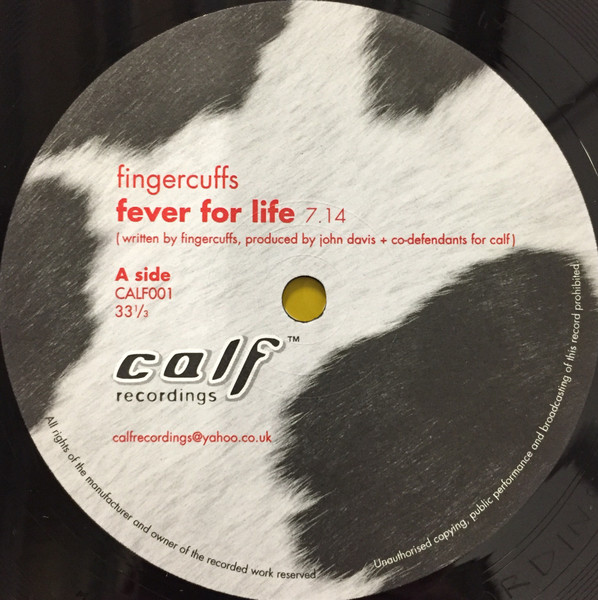 fingercuffs
fever for life 7.14
( written by fingercuffs, produced by john davis + co-defendants for calf )
A side
CALF001
33⅓
calf™
recordings
calfrecordings@yahoo.co.uk
All rights of the manufacturer and owner of the recorded work reserved
Unauthorised copying, public performance and broadcasting of this record prohibited